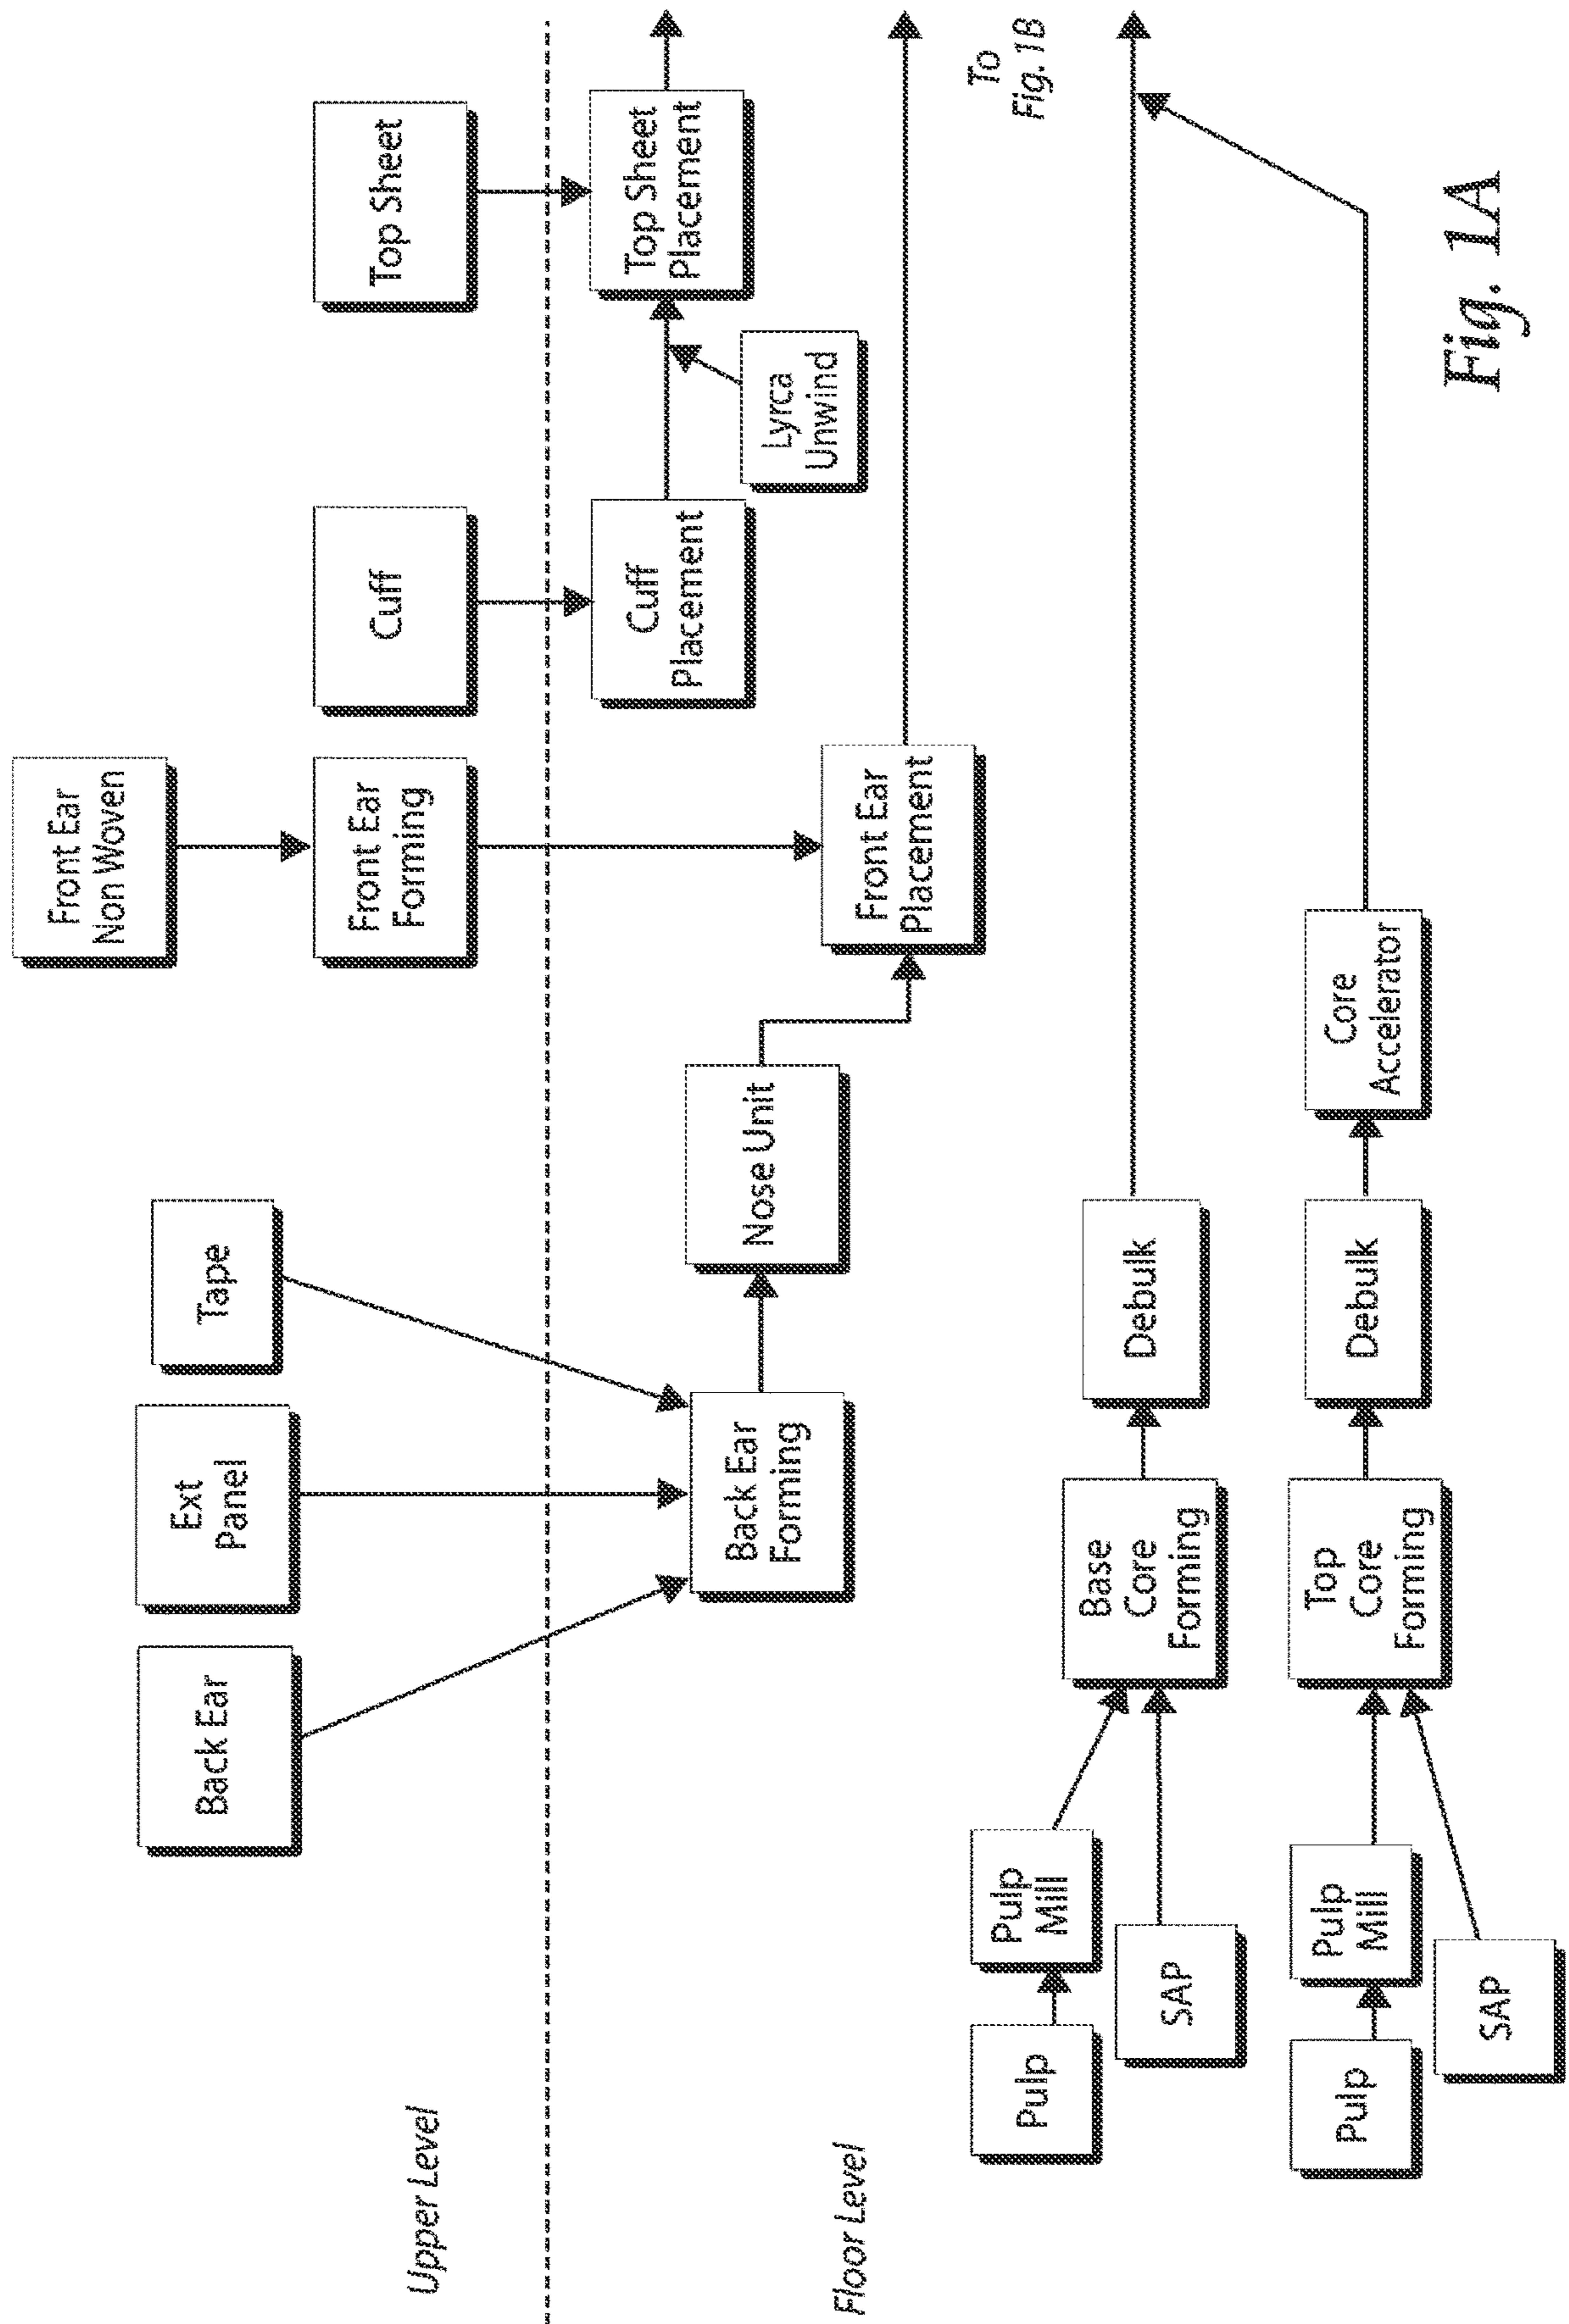 Front Ear
Non Woven
Tape
Ext
Panel
Back Ear
Front Ear
Forming
Cuff
Top Sheet
Upper Level
Floor Level
Back Ear
Forming
Nose Unit
Front Ear
Placement
Cuff
Placement
Lyrca
Unwind
Top Sheet
Placement
To
Fig. 1B
Pulp
Pulp
Mill
SAP
Base
Core
Forming
Debulk
Pulp
Pulp
Mill
SAP
Top
Core
Forming
Debulk
Core
Accelerator
Fig. 1A